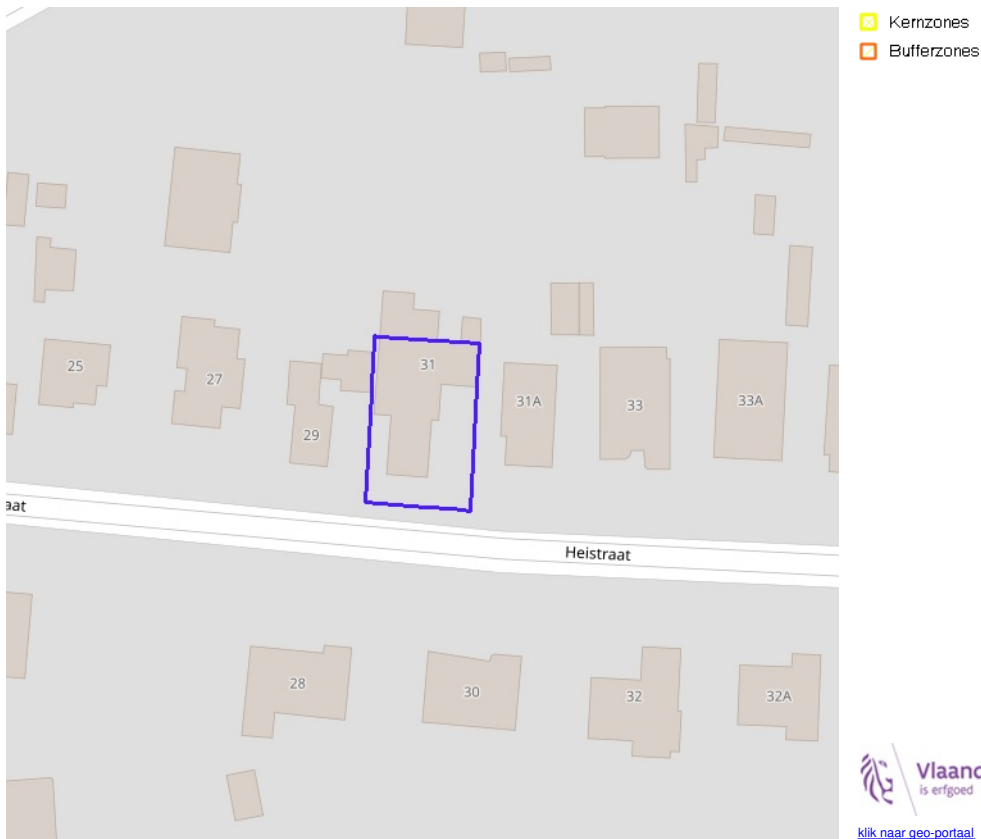 Kernzones
Bufferzones
25
27
29
31
31A
33
33A
aat
Heistraat
28
30
32
32A
Vlaand
is erfgoed
klik naar geo-portaal